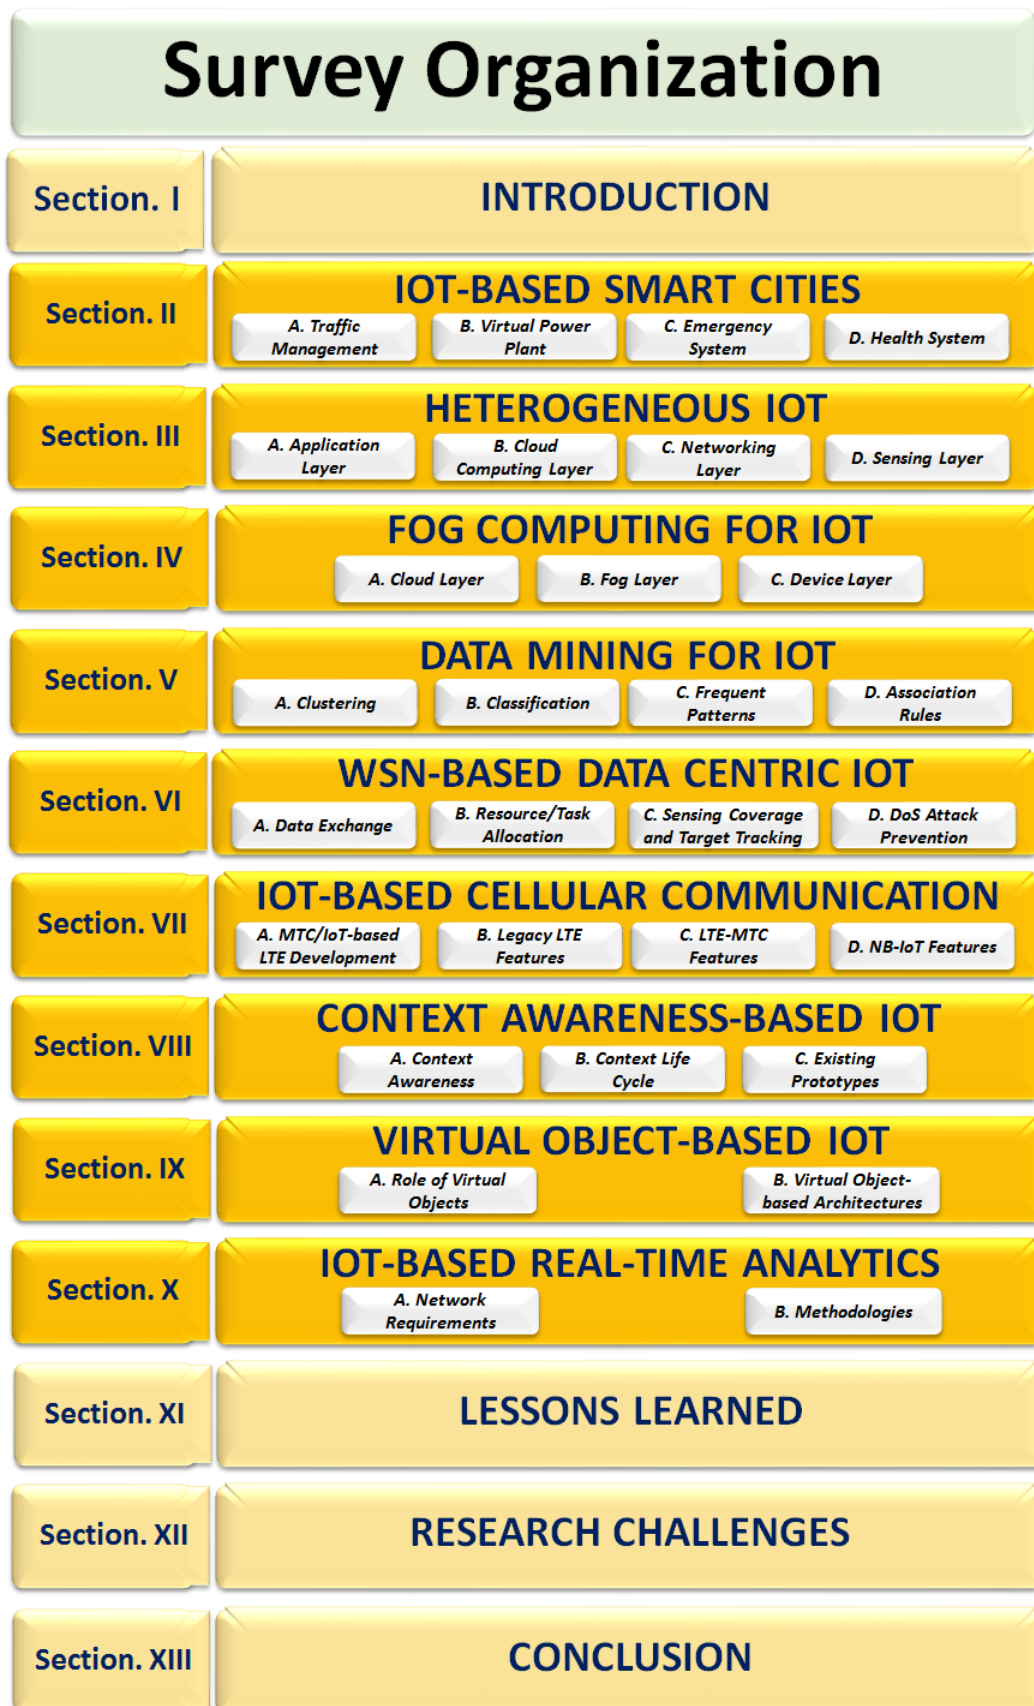 Survey Organization
Section. I
INTRODUCTION
Section. II
IOT-BASED SMART CITIES
A. Traffic
Management
B. Virtual Power
Plant
C. Emergency
System
D. Health System
Section. III
HETEROGENEOUS IOT
A. Application
Layer
B. Cloud
Computing Layer
C. Networking
Layer
D. Sensing Layer
Section. IV
FOG COMPUTING FOR IOT
A. Cloud Layer
B. Fog Layer
C. Device Layer
Section. V
DATA MINING FOR IOT
A. Clustering
B. Classification
C. Frequent
Patterns
D. Association
Rules
Section. VI
WSN-BASED DATA CENTRIC IOT
A. Data Exchange
B. Resource/Task
Allocation
C. Sensing Coverage
and Target Tracking
D. DoS Attack
Prevention
Section. VII
IOT-BASED CELLULAR COMMUNICATION
A. MTC/IoT-based
LTE Development
B. Legacy LTE
Features
C. LTE-MTC
Features
D. NB-IoT Features
Section. VIII
CONTEXT AWARENESS-BASED IOT
A. Context
Awareness
B. Context Life
Cycle
C. Existing
Prototypes
Section. IX
VIRTUAL OBJECT-BASED IOT
A. Role of Virtual
Objects
B. Virtual Object-
based Architectures
Section. X
IOT-BASED REAL-TIME ANALYTICS
A. Network
Requirements
B. Methodologies
Section. XI
LESSONS LEARNED
Section. XII
RESEARCH CHALLENGES
Section. XIII
CONCLUSION